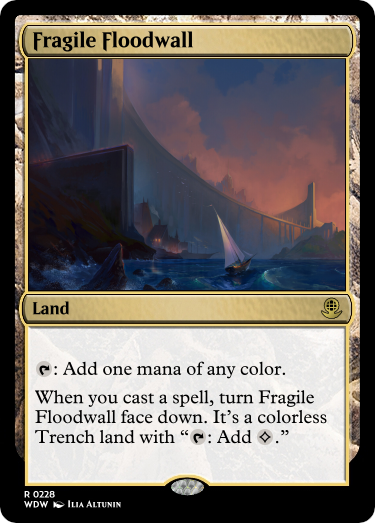 Fragile Floodwall
Land
: Add one mana of any color.
When you cast a spell, turn Fragile
Floodwall face down. It's a colorless
Trench land with “: Add .”
R 0228
WDW Ilia Altunin